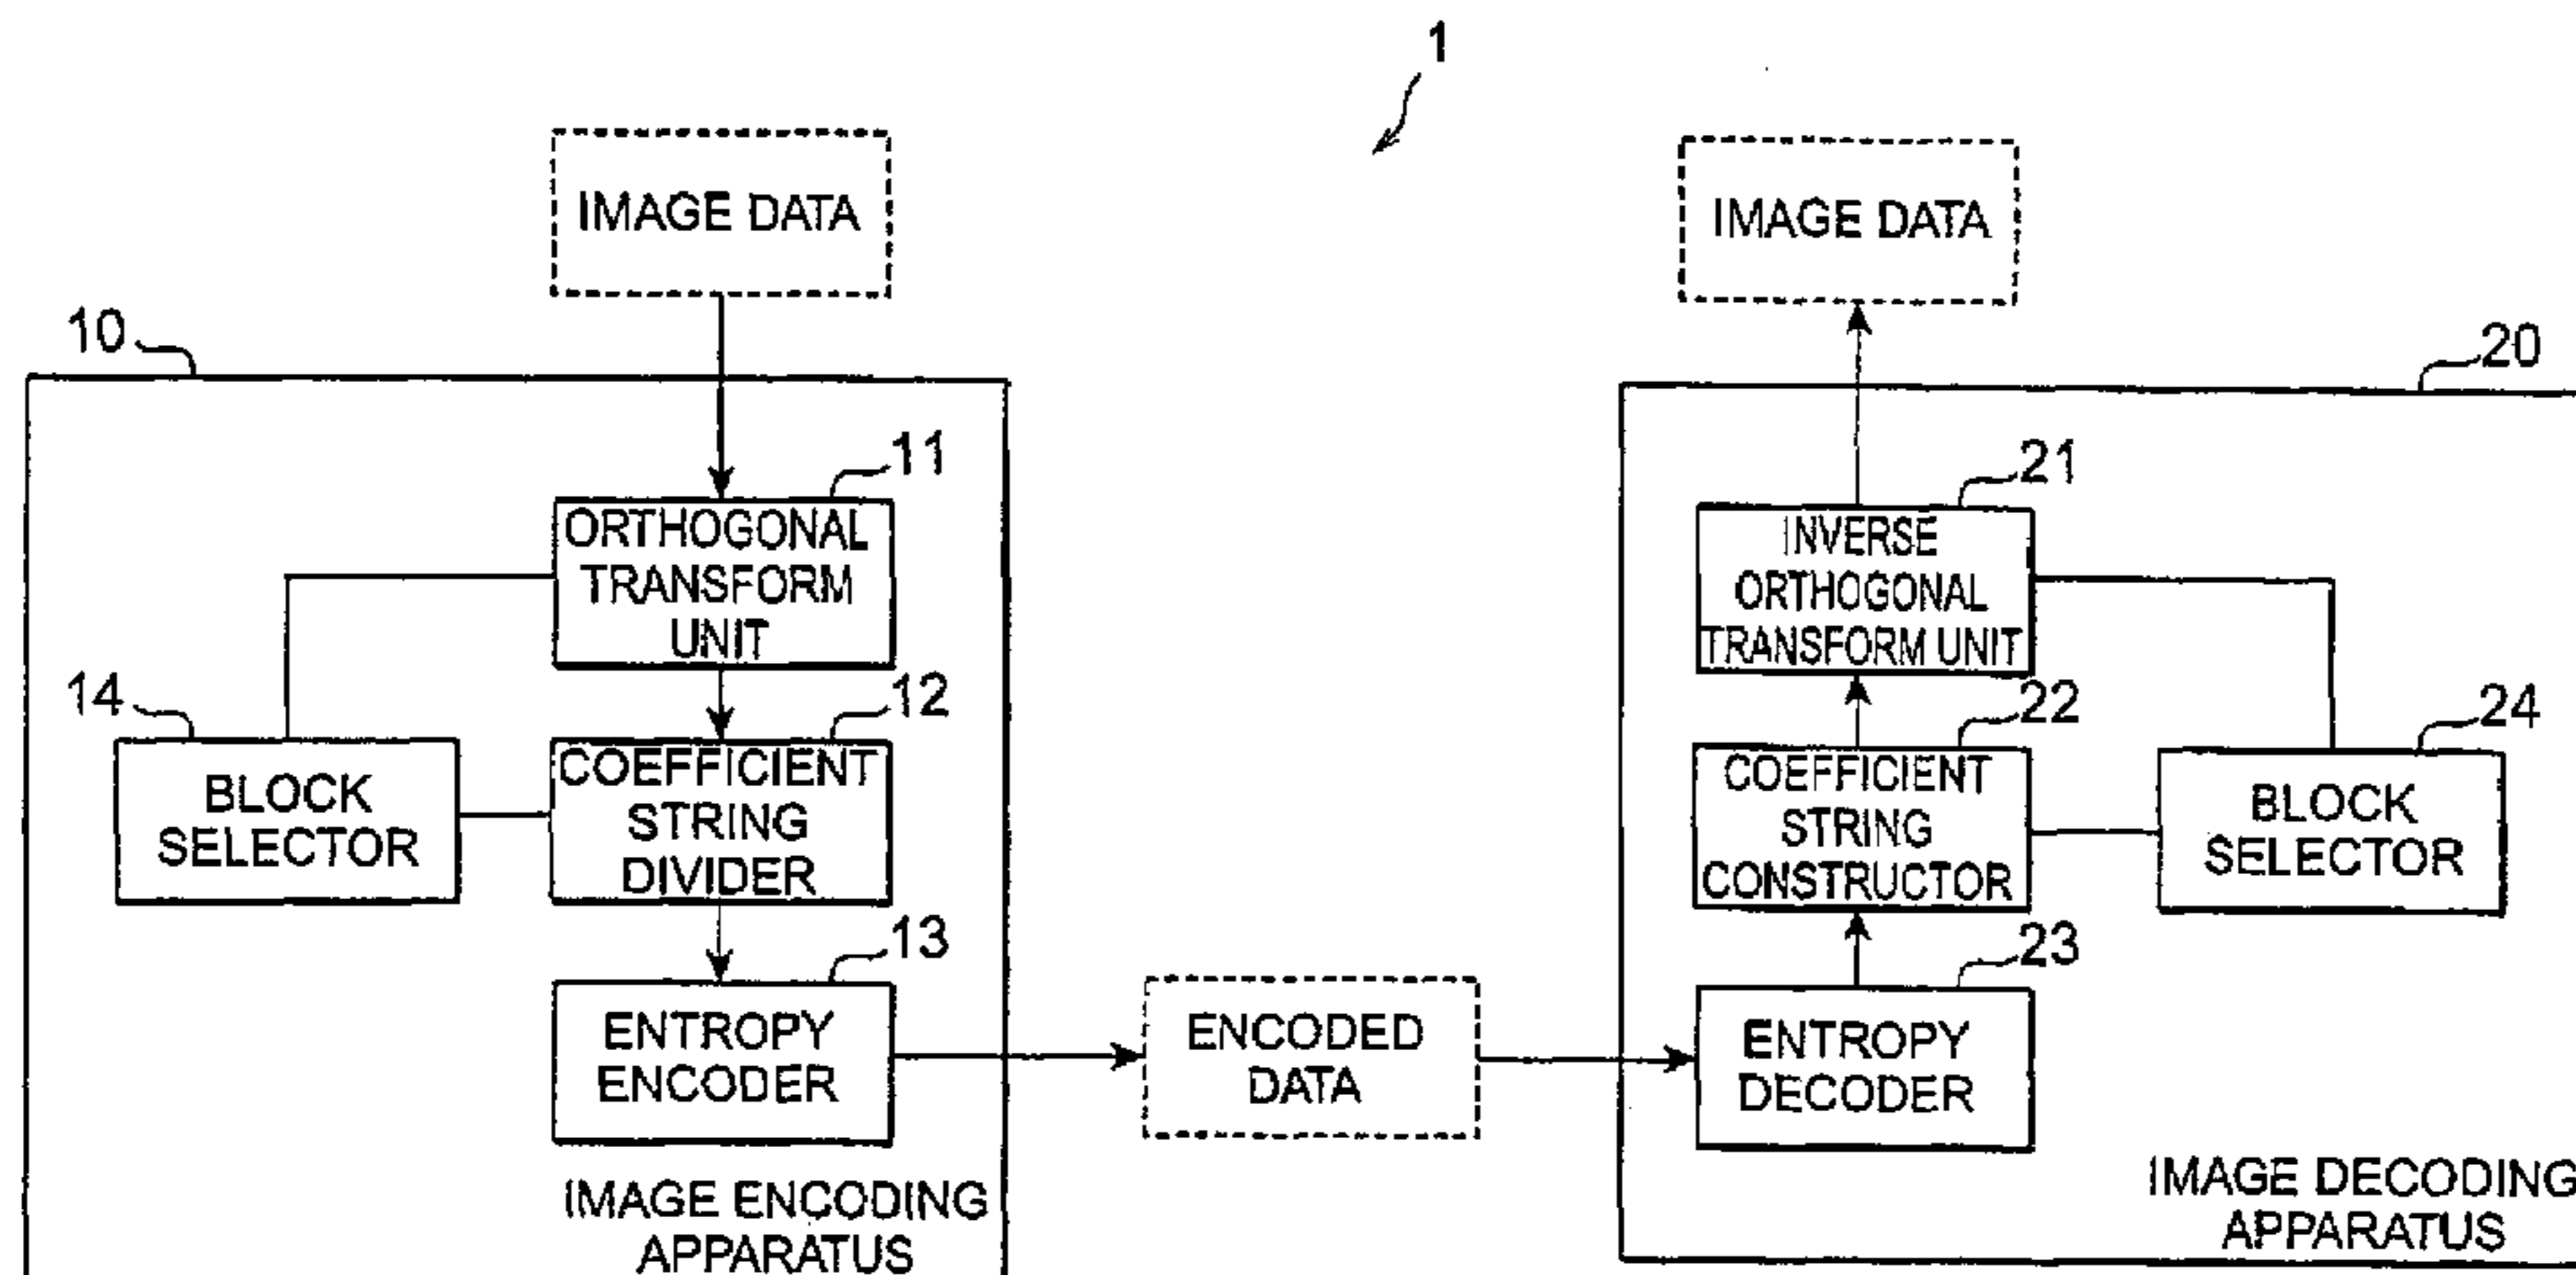 1
IMAGE DATA
10
11
ORTHOGONAL
TRANSFORM
UNIT
14
BLOCK
SELECTOR
12
COEFFICIENT
STRING
DIVIDER
13
ENTROPY
ENCODER
IMAGE ENCODING
APPARATUS
ENCODED
DATA
IMAGE DATA
20
21
INVERSE
ORTHOGONAL
TRANSFORM UNIT
22
COEFFICIENT
STRING
CONSTRUCTOR
24
BLOCK
SELECTOR
23
ENTROPY
DECODER
IMAGE DECODING
APPARATUS